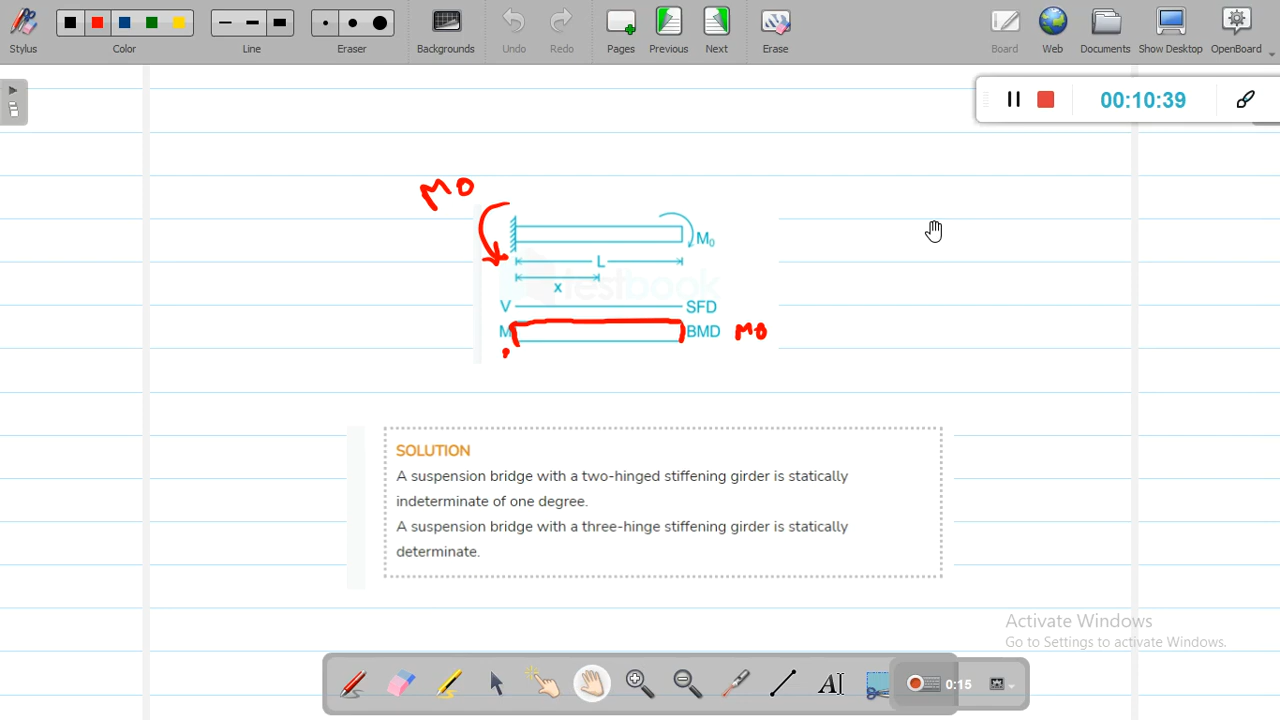 Stylus
Color
Line
Eraser
Backgrounds
Undo
Redo
Pages
Previous
Next
Erase
Board
Web
Documents
Show Desktop
OpenBoard
00:10:39
M0
M₀
L
x
testbook
V SFD
M BMD M0
SOLUTION
A suspension bridge with a two-hinged stiffening girder is statically
indeterminate of one degree.
A suspension bridge with a three-hinge stiffening girder is statically
determinate.
Activate Windows
Go to Settings to activate Windows.
0:15